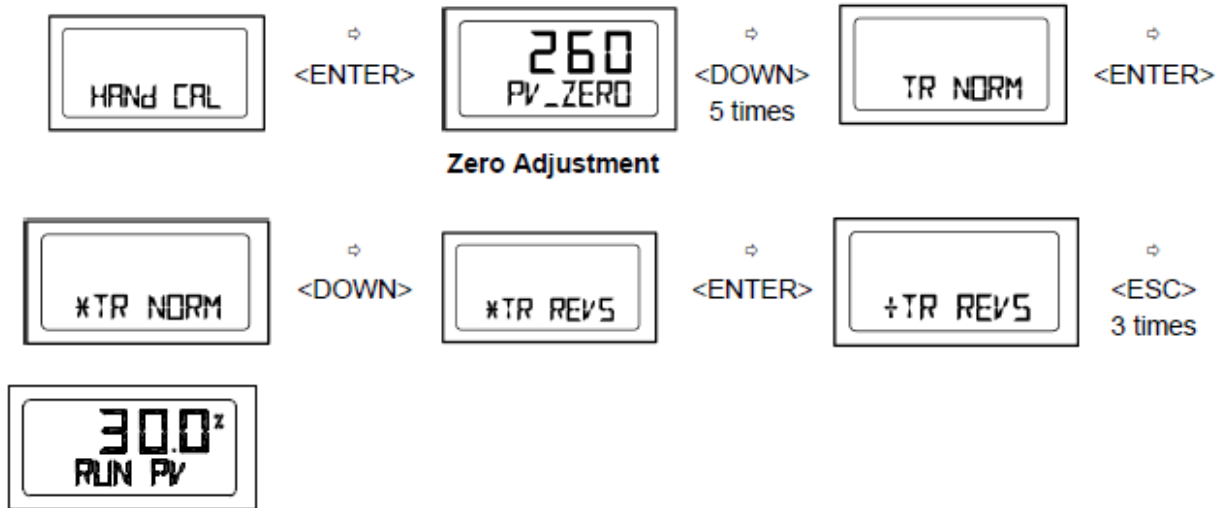 HANd CAL
⇨
<ENTER>
260
PV_ZERO
⇨
<DOWN>
5 times
TR NORM
⇨
<ENTER>
Zero Adjustment
*TR NORM
⇨
<DOWN>
*TR REVS
⇨
<ENTER>
÷TR REVS
⇨
<ESC>
3 times
30.0%
RUN PV